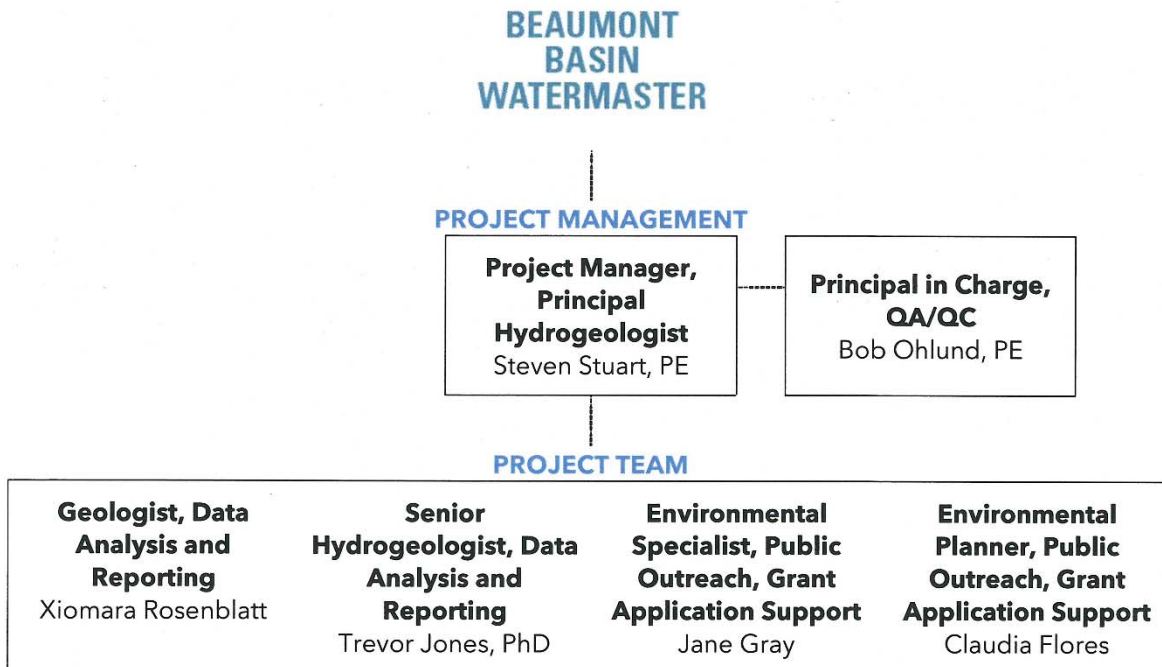 BEAUMONT
BASIN
WATERMASTER
PROJECT MANAGEMENT
Project Manager,
Principal
Hydrogeologist
Steven Stuart, PE
Principal in Charge,
QA/QC
Bob Ohlund, PE
PROJECT TEAM
Geologist, Data
Analysis and
Reporting
Xiomara Rosenblatt
Senior
Hydrogeologist, Data
Analysis and
Reporting
Trevor Jones, PhD
Environmental
Specialist, Public
Outreach, Grant
Application Support
Jane Gray
Environmental
Planner, Public
Outreach, Grant
Application Support
Claudia Flores